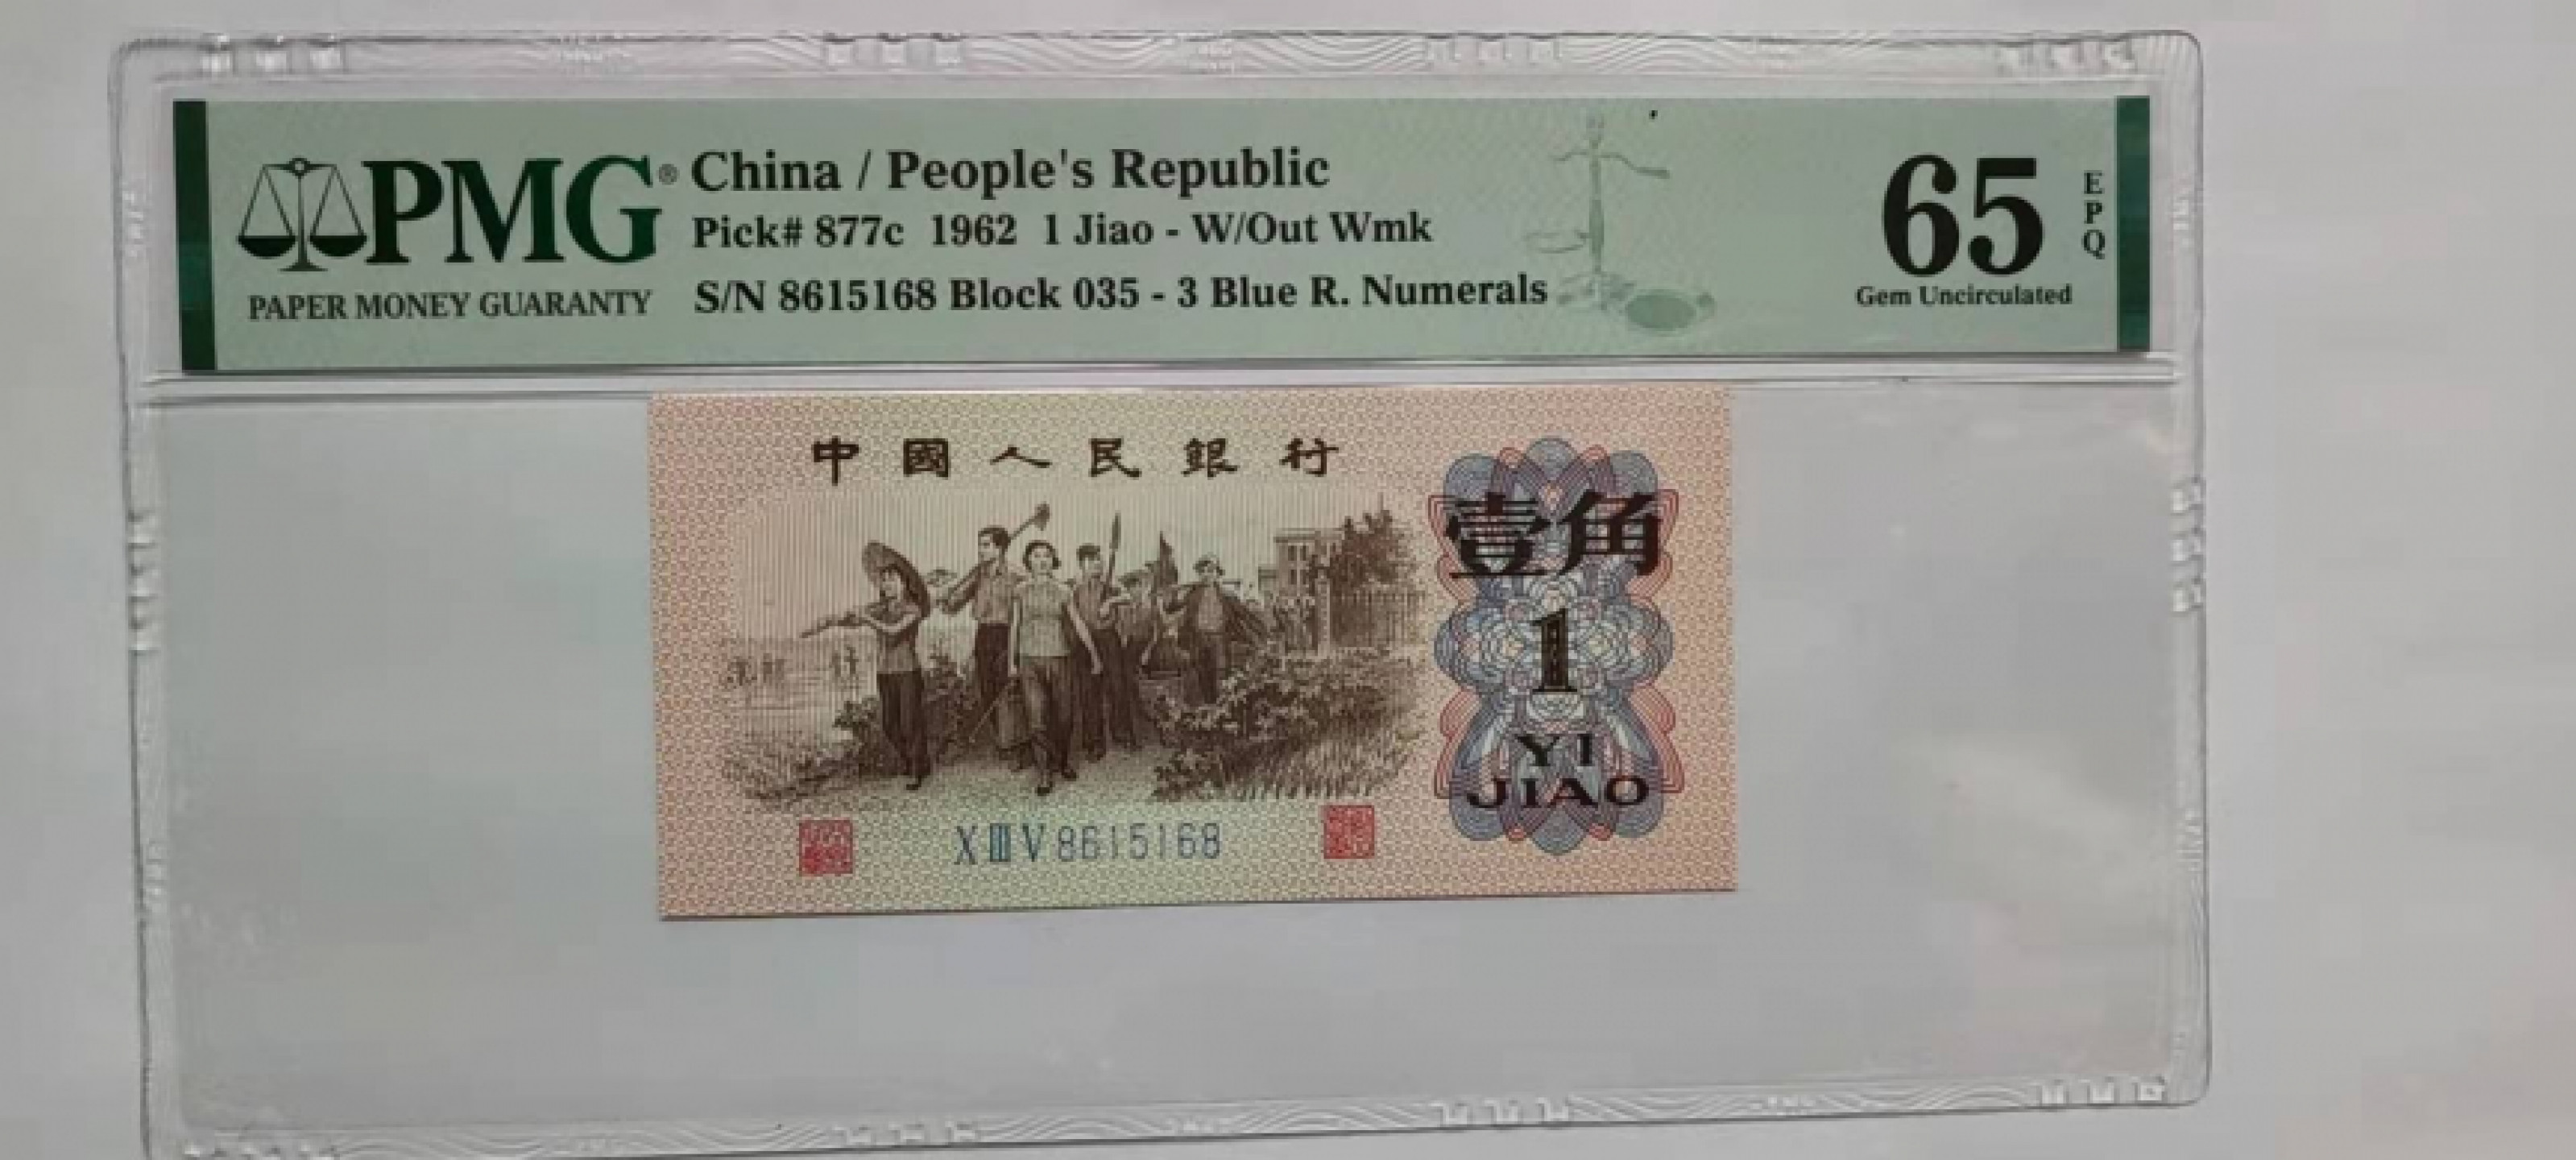 PMG®
PAPER MONEY GUARANTY
China / People's Republic
Pick# 877c 1962 1 Jiao - W/Out Wmk
S/N 8615168 Block 035 - 3 Blue R. Numerals
65
EPQ
Gem Uncirculated
中國人民銀行
壹角
1
YI
JIAO
X III V 8615168